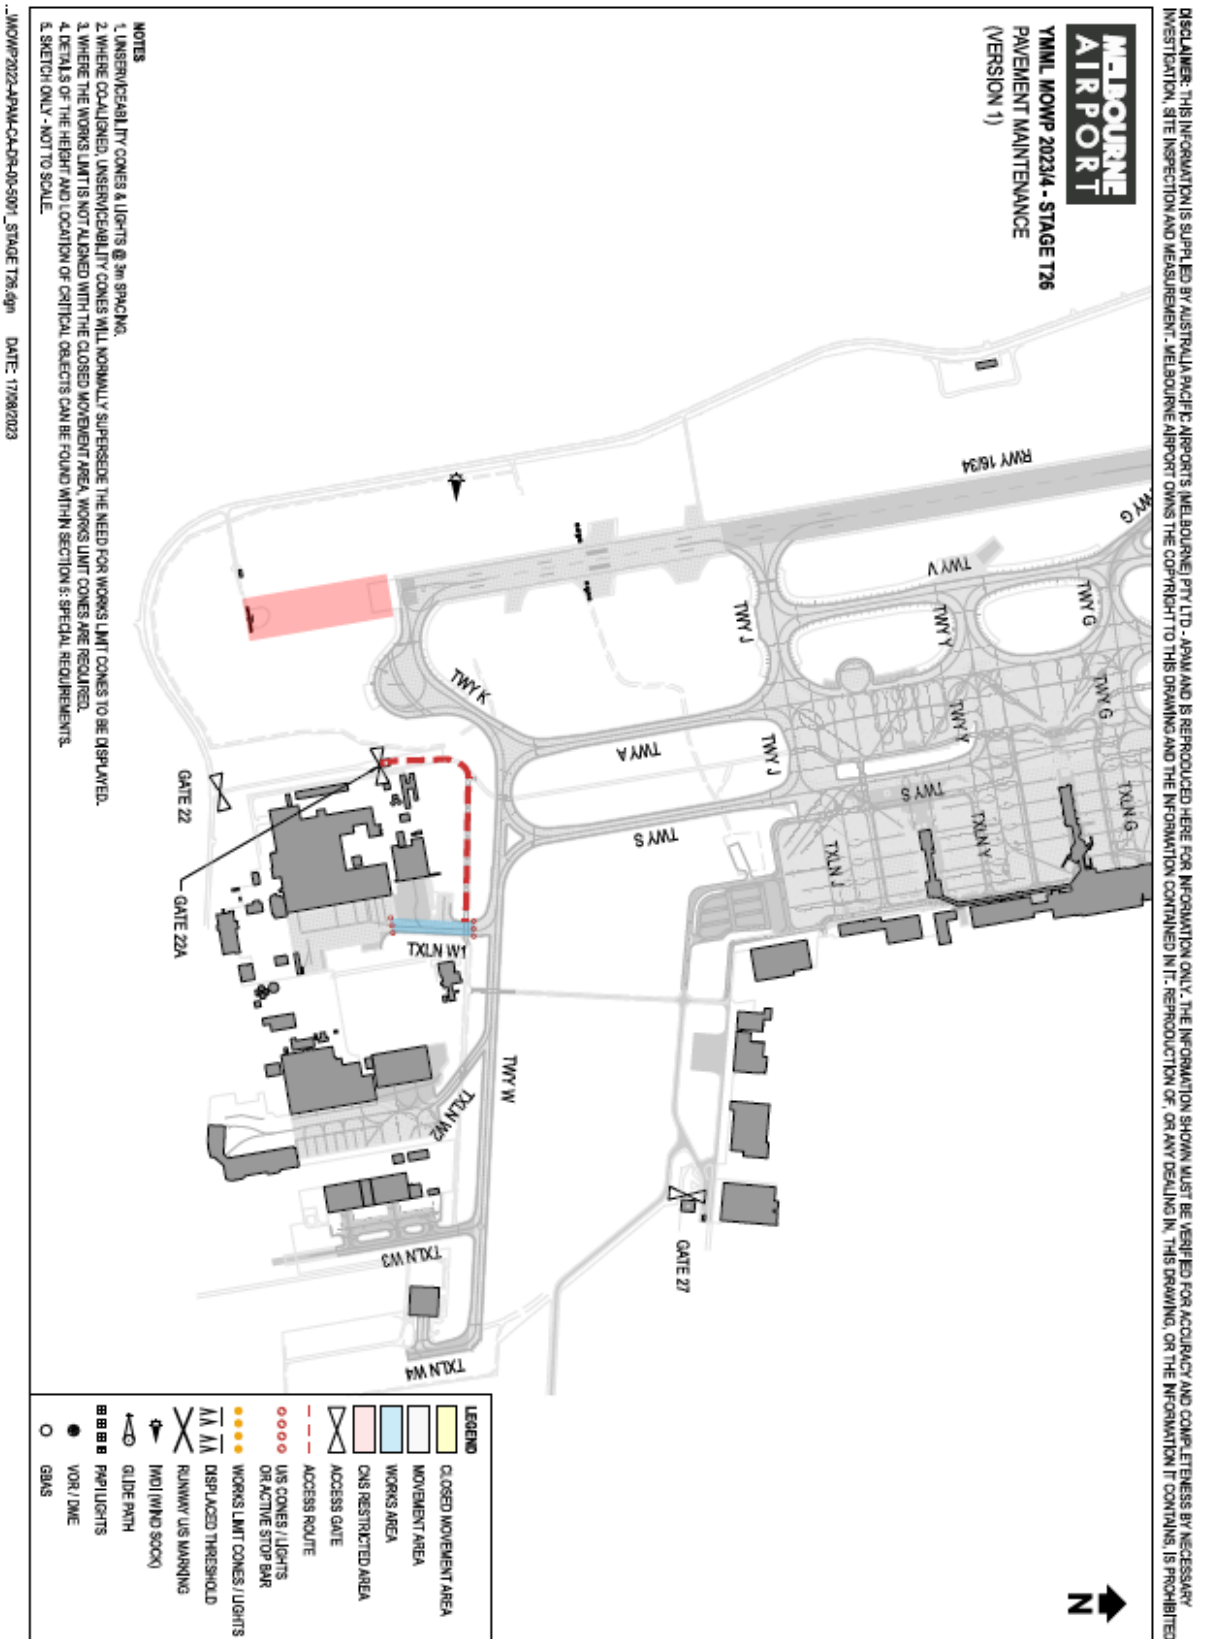 DISCLAIMER: THIS INFORMATION IS SUPPLIED BY AUSTRALIA PACIFIC AIRPORTS (MELBOURNE) PTY LTD - APAM AND IS REPRODUCED HERE FOR INFORMATION ONLY. THE INFORMATION SHOWN MUST BE VERIFIED FOR ACCURACY AND COMPLETENESS BY NECESSARY
INVESTIGATION, SITE INSPECTION AND MEASUREMENT. MELBOURNE AIRPORT OWNS THE COPYRIGHT TO THIS DRAWING AND THE INFORMATION CONTAINED IN IT. REPRODUCTION OF, OR ANY DEALING IN, THIS DRAWING, OR THE INFORMATION IT CONTAINS, IS PROHIBITED
MELBOURNE
AIRPORT
YMML MOWP 2023/4 - STAGE T26
PAVEMENT MAINTENANCE
(VERSION 1)
N
RWY 16/34
TWY G
TWY V
TWY G
TWY J
TWY Y
TWY G
TWY K
TWY A
TWY J
TWY Y
TWY S
TXLN G
TWY S
TXLN Y
TXLN J
GATE 22
GATE 22A
TXLN W1
TWY W
TXLN W2
GATE 27
TXLN W3
TXLN W4
NOTES
1. UNSERVICEABILITY CONES & LIGHTS @ 3m SPACING.
2. WHERE CO-ALIGNED, UNSERVICEABILITY CONES WILL NORMALLY SUPERSEDE THE NEED FOR WORKS LIMIT CONES TO BE DISPLAYED.
3. WHERE THE WORKS LIMIT IS NOT ALIGNED WITH THE CLOSED MOVEMENT AREA, WORKS LIMIT CONES ARE REQUIRED.
4. DETAILS OF THE HEIGHT AND LOCATION OF CRITICAL OBJECTS CAN BE FOUND WITHIN SECTION 5: SPECIAL REQUIREMENTS.
5. SKETCH ONLY - NOT TO SCALE.
LEGEND
CLOSED MOVEMENT AREA
MOVEMENT AREA
WORKS AREA
CNS RESTRICTED AREA
ACCESS GATE
ACCESS ROUTE
U/S CONES / LIGHTS
OR ACTIVE STOP BAR
WORKS LIMIT CONES / LIGHTS
DISPLACED THRESHOLD
RUNWAY U/S MARKING
IWDI (WIND SOCK)
GLIDE PATH
PAPI LIGHTS
VOR / DME
GBAS
...\MOWP2022-APAM-CA-DR-00-5001_STAGE T26.dgn DATE: 17/08/2023